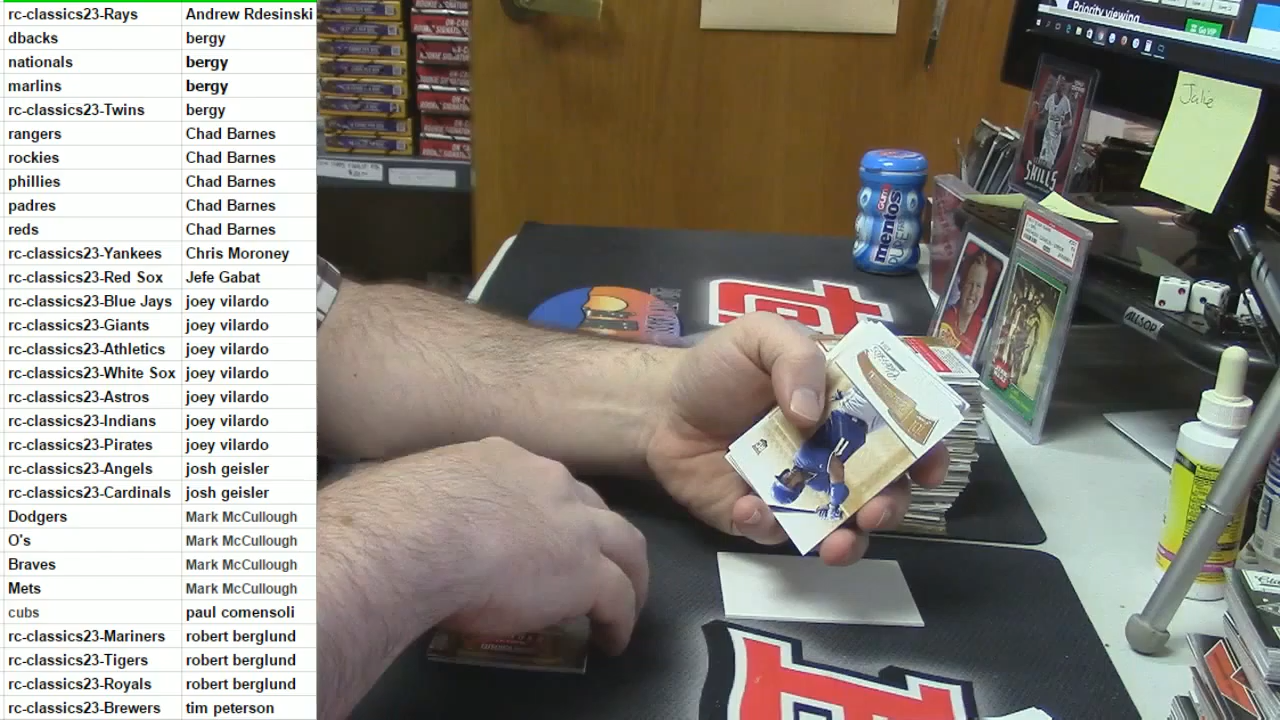 rc-classics23-Rays Andrew Rdesinski
dbacks bergy
nationals bergy
marlins bergy
rc-classics23-Twins bergy
rangers Chad Barnes
rockies Chad Barnes
phillies Chad Barnes
padres Chad Barnes
reds Chad Barnes
rc-classics23-Yankees Chris Moroney
rc-classics23-Red Sox Jefe Gabat
rc-classics23-Blue Jays joey vilardo
rc-classics23-Giants joey vilardo
rc-classics23-Athletics joey vilardo
rc-classics23-White Sox joey vilardo
rc-classics23-Astros joey vilardo
rc-classics23-Indians joey vilardo
rc-classics23-Pirates joey vilardo
rc-classics23-Angels josh geisler
rc-classics23-Cardinals josh geisler
Dodgers Mark McCullough
O's Mark McCullough
Braves Mark McCullough
Mets Mark McCullough
cubs paul comensoli
rc-classics23-Mariners robert berglund
rc-classics23-Tigers robert berglund
rc-classics23-Royals robert berglund
rc-classics23-Brewers tim peterson
Priority viewing
Go VIP
Julie
SKILLS
mentos
PURE
ALLSOP
Classics